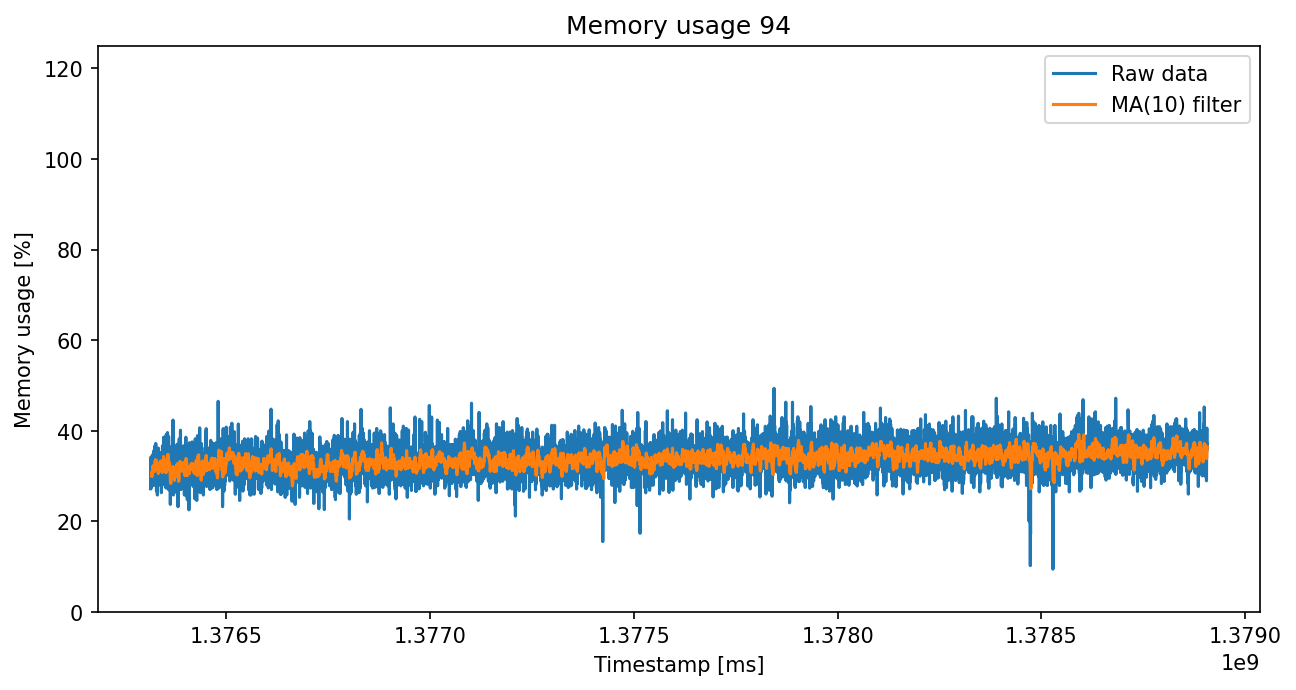 Memory usage 94
Raw data
MA(10) filter
Memory usage [%]
120
100
80
60
40
20
0
1.3765 1.3770 1.3775 1.3780 1.3785 1.3790
1e9
Timestamp [ms]